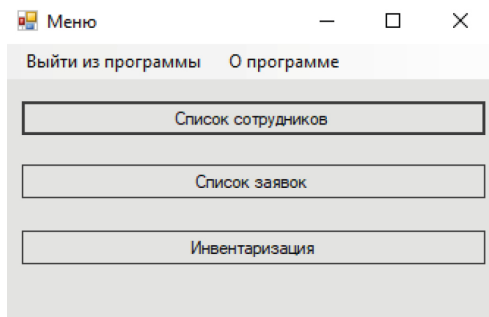 Меню
Выйти из программы О программе
Список сотрудников
Список заявок
Инвентаризация